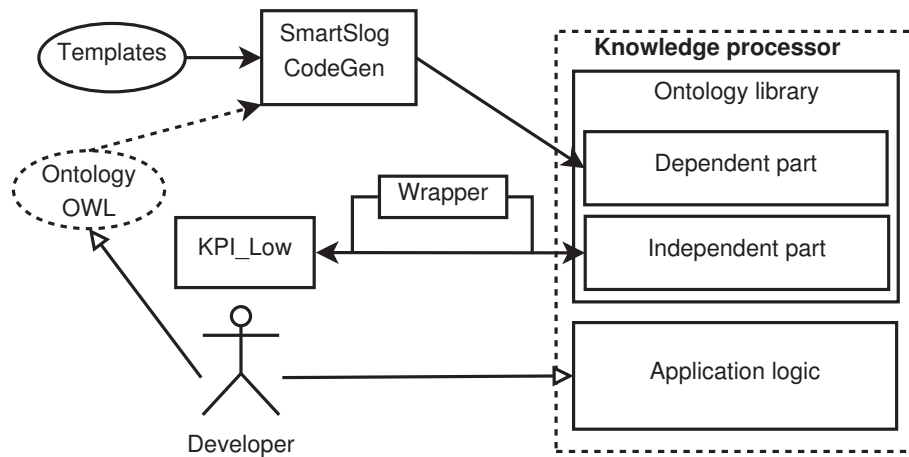 Templates
SmartSlog
CodeGen
Knowledge processor
Ontology library
Dependent part
Ontology
OWL
Wrapper
KPI_Low
Independent part
Application logic
Developer